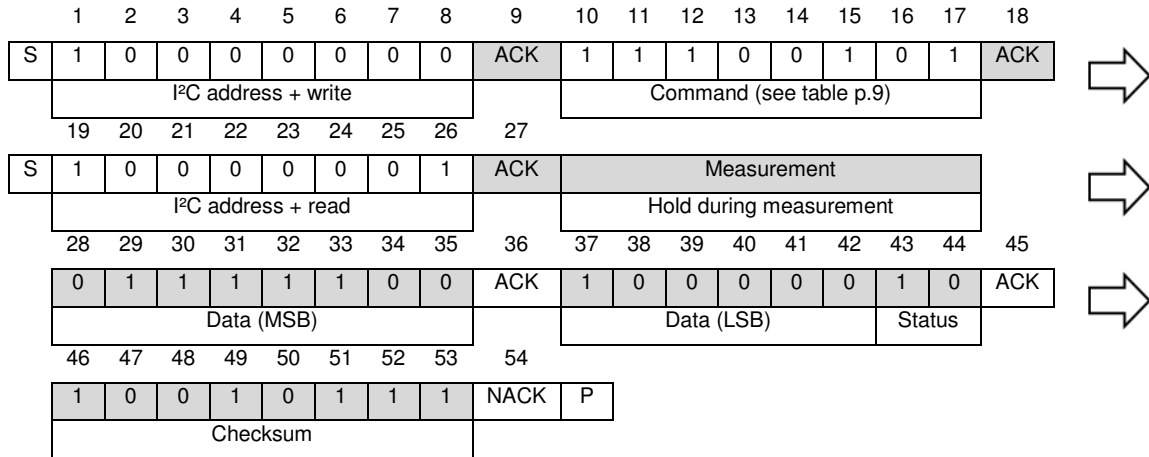 1 2 3 4 5 6 7 8 9 10 11 12 13 14 15 16 17 18
S 1 0 0 0 0 0 0 0 ACK 1 1 1 0 0 1 0 1 ACK
I²C address + write Command (see table p.9)
19 20 21 22 23 24 25 26 27
S 1 0 0 0 0 0 0 1 ACK Measurement
I²C address + read Hold during measurement
28 29 30 31 32 33 34 35 36 37 38 39 40 41 42 43 44 45
0 1 1 1 1 1 0 0 ACK 1 0 0 0 0 0 1 0 ACK
Data (MSB) Data (LSB) Status
46 47 48 49 50 51 52 53 54
1 0 0 1 0 1 1 1 NACK P
Checksum